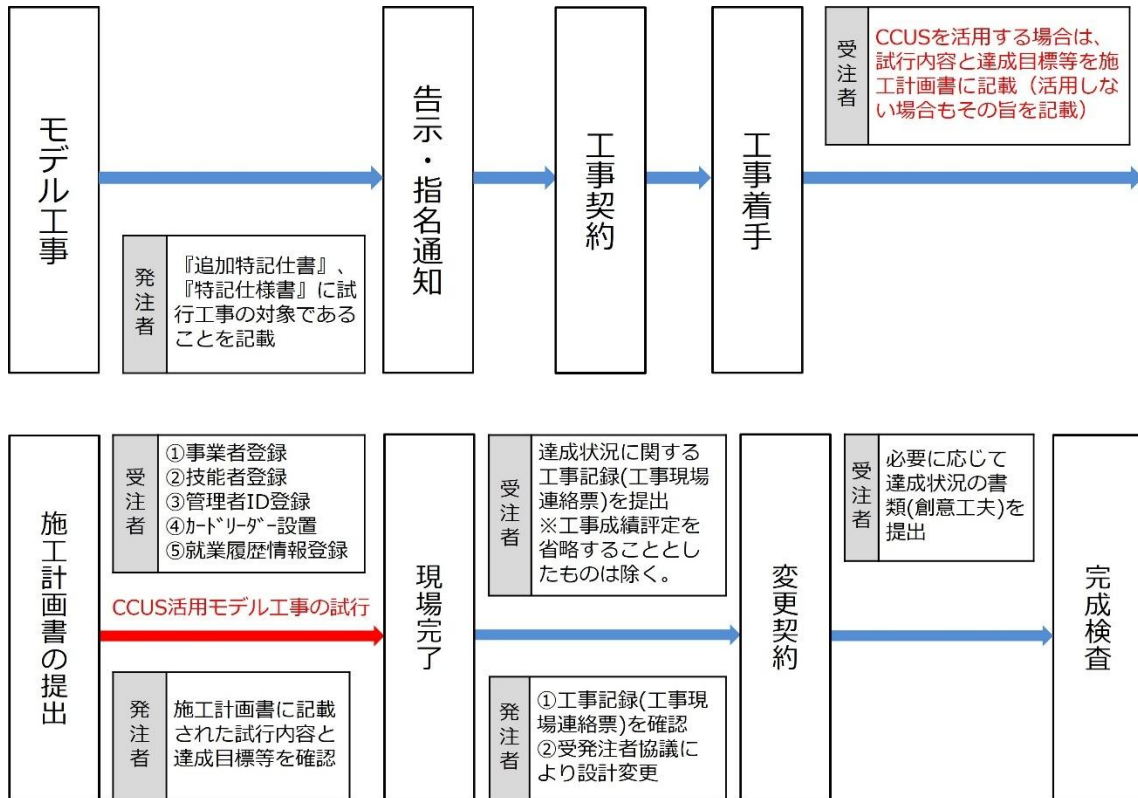 モデル工事
発注者
『追加特記仕書』、
『特記仕様書』に試
行工事の対象である
ことを記載
告示・指名通知
工事契約
工事着手
受注者
CCUSを活用する場合は、
試行内容と達成目標等を施
工計画書に記載（活用しな
い場合もその旨を記載）
施工計画書の提出
受注者
①事業者登録
②技能者登録
③管理者ID登録
④ｶｰﾄﾞﾘｰﾀﾞｰ設置
⑤就業履歴情報登録
CCUS活用モデル工事の試行
発注者
施工計画書に記載
された試行内容と
達成目標等を確認
現場完了
受注者
達成状況に関する
工事記録(工事現場
連絡票)を提出
※工事成績評定を
省略することとし
たものは除く。
発注者
①工事記録(工事現
場連絡票)を確認
②受発注者協議に
より設計変更
変更契約
受注者
必要に応じて
達成状況の書
類(創意工夫)を
提出
完成検査